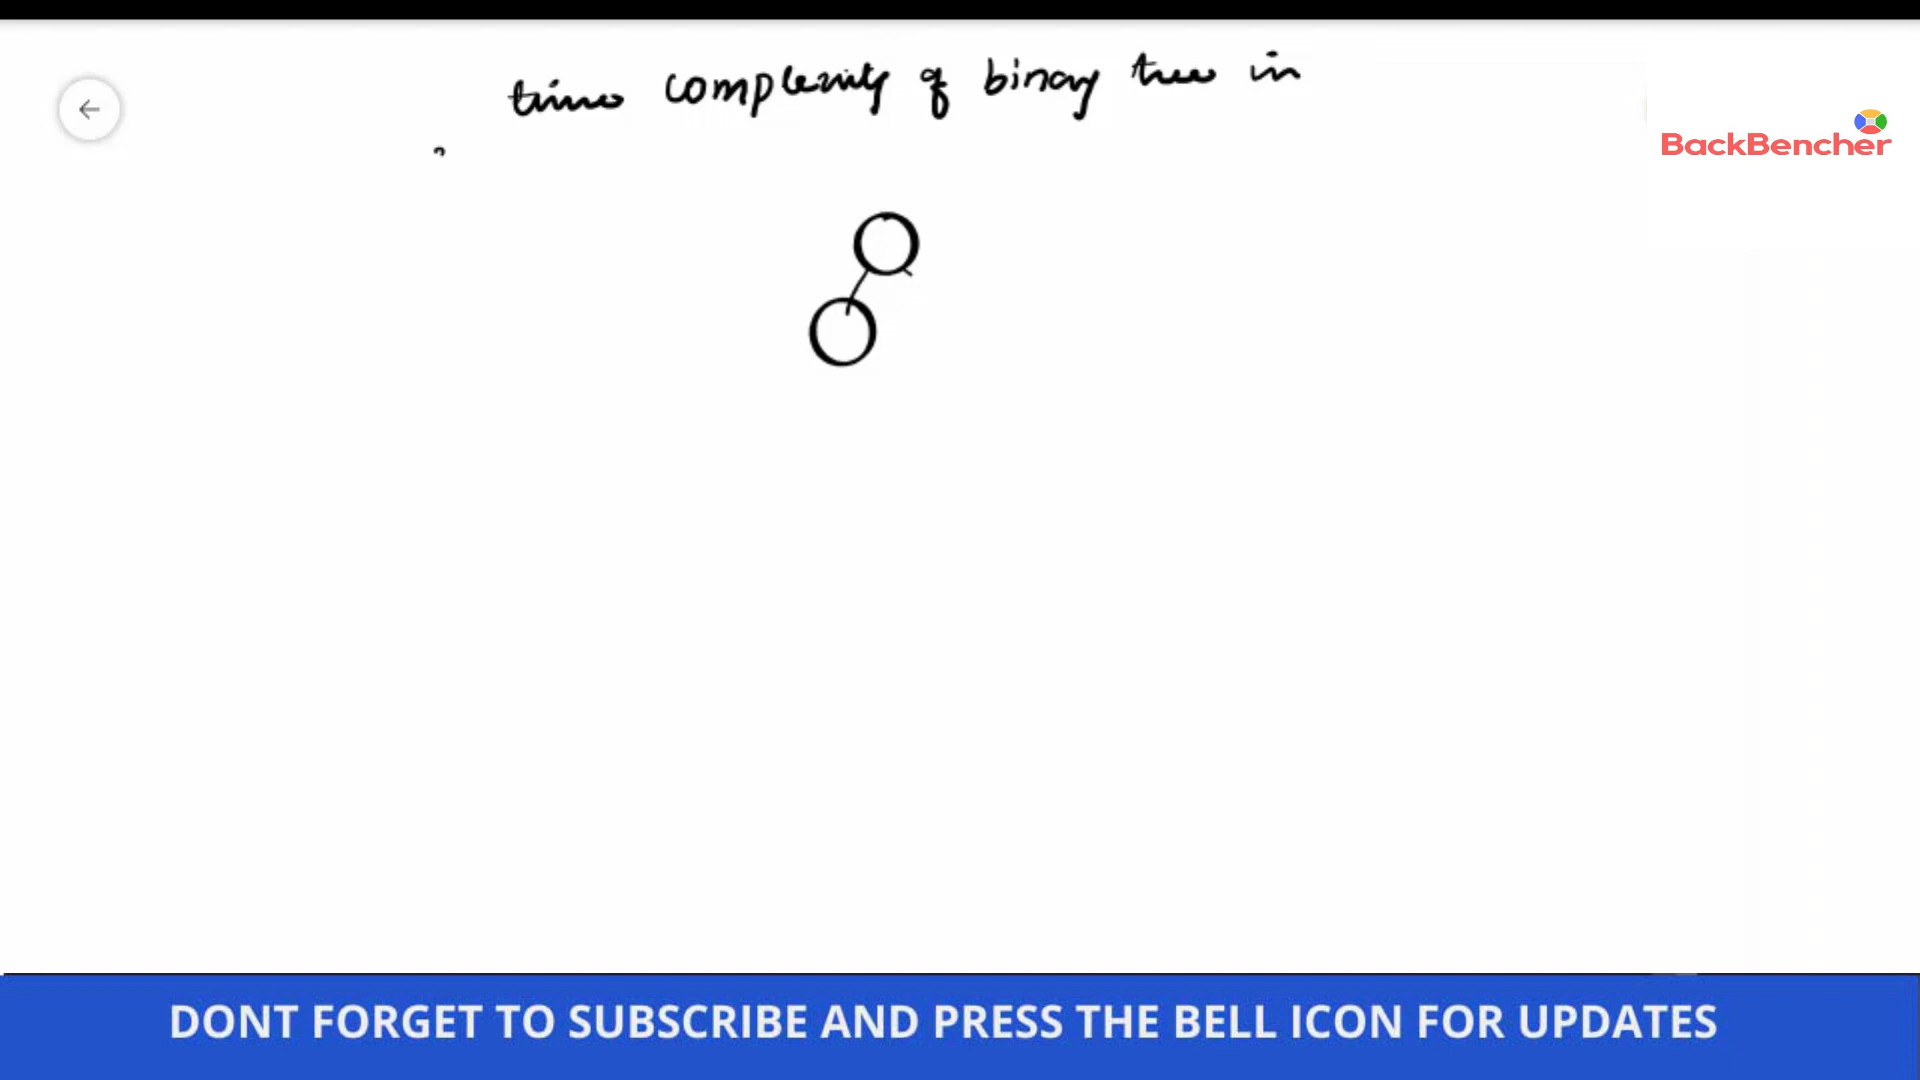 time complexity of binary tree in
BackBencher
DONT FORGET TO SUBSCRIBE AND PRESS THE BELL ICON FOR UPDATES